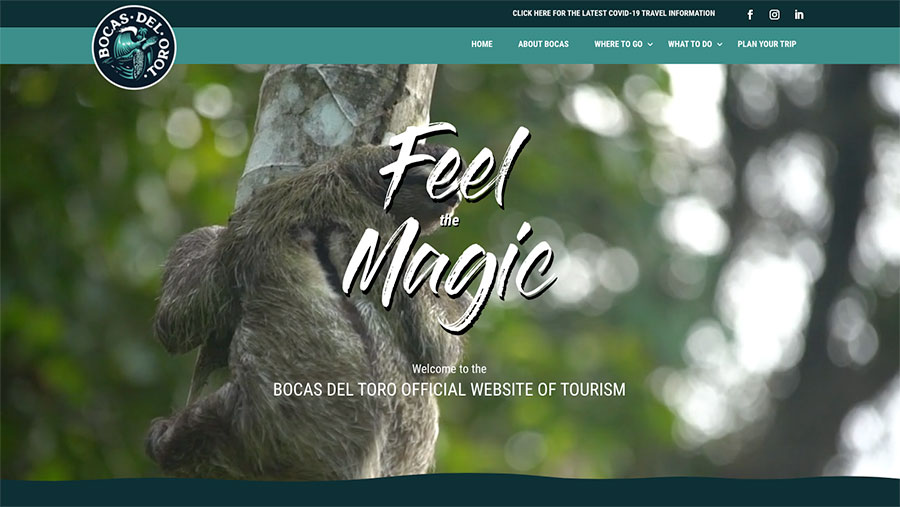 CLICK HERE FOR THE LATEST COVID-19 TRAVEL INFORMATION
BOCAS · DEL · TORO
HOME ABOUT BOCAS WHERE TO GO WHAT TO DO PLAN YOUR TRIP
Feel
the
Magic
Welcome to the
BOCAS DEL TORO OFFICIAL WEBSITE OF TOURISM